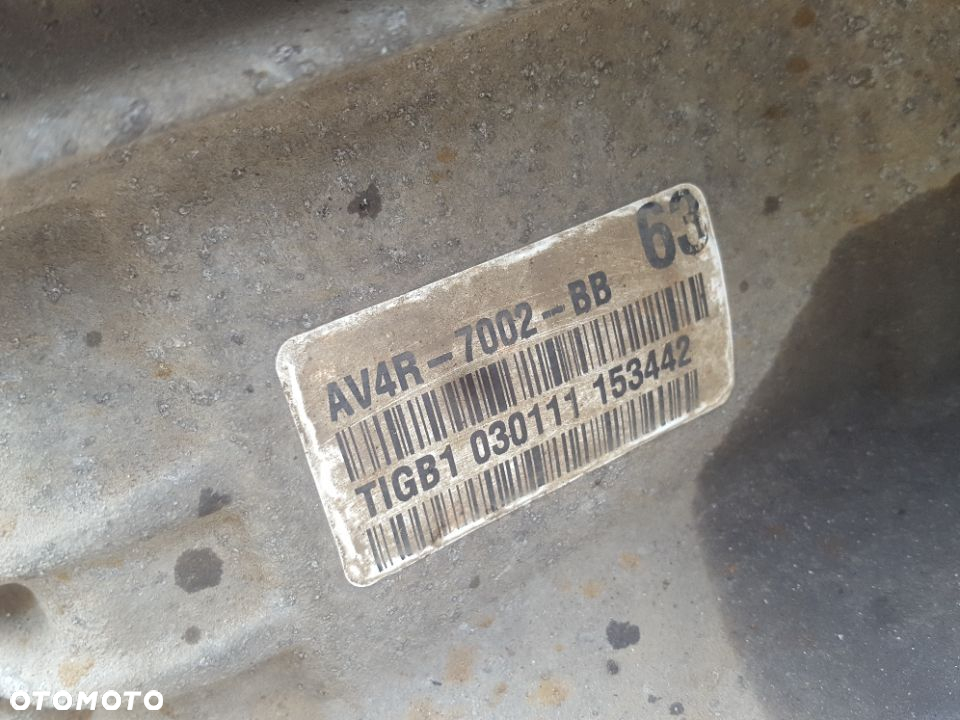 63
AV4R-7002-BB
TIGB1 030111 153442
OTOMOTO